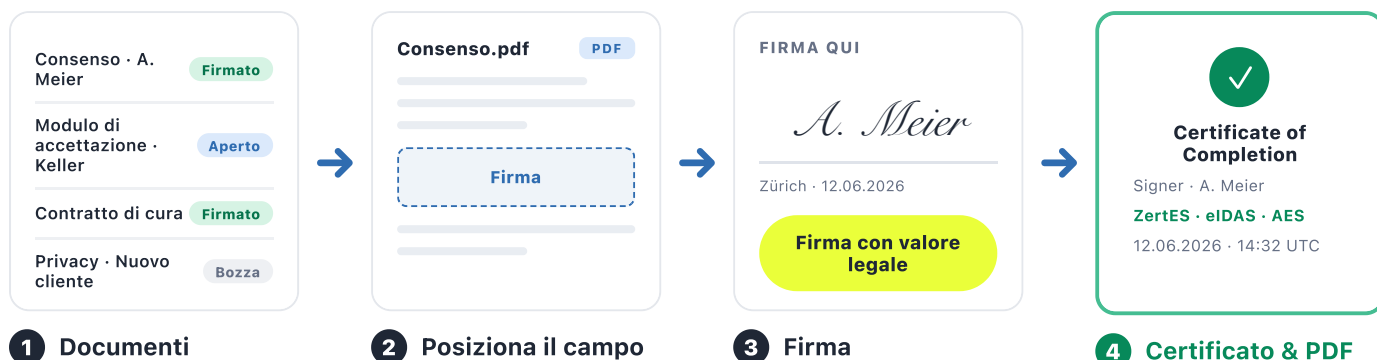 Consenso · A.
Meier
Firmato
Modulo di
accettazione ·
Keller
Aperto
Contratto di cura
Firmato
Privacy · Nuovo
cliente
Bozza
1 Documenti
Consenso.pdf
PDF
Firma
2 Posiziona il campo
FIRMA QUI
A. Meier
Zürich · 12.06.2026
Firma con valore
legale
3 Firma
Certificate of
Completion
Signer · A. Meier
ZertES · eIDAS · AES
12.06.2026 · 14:32 UTC
4 Certificato & PDF